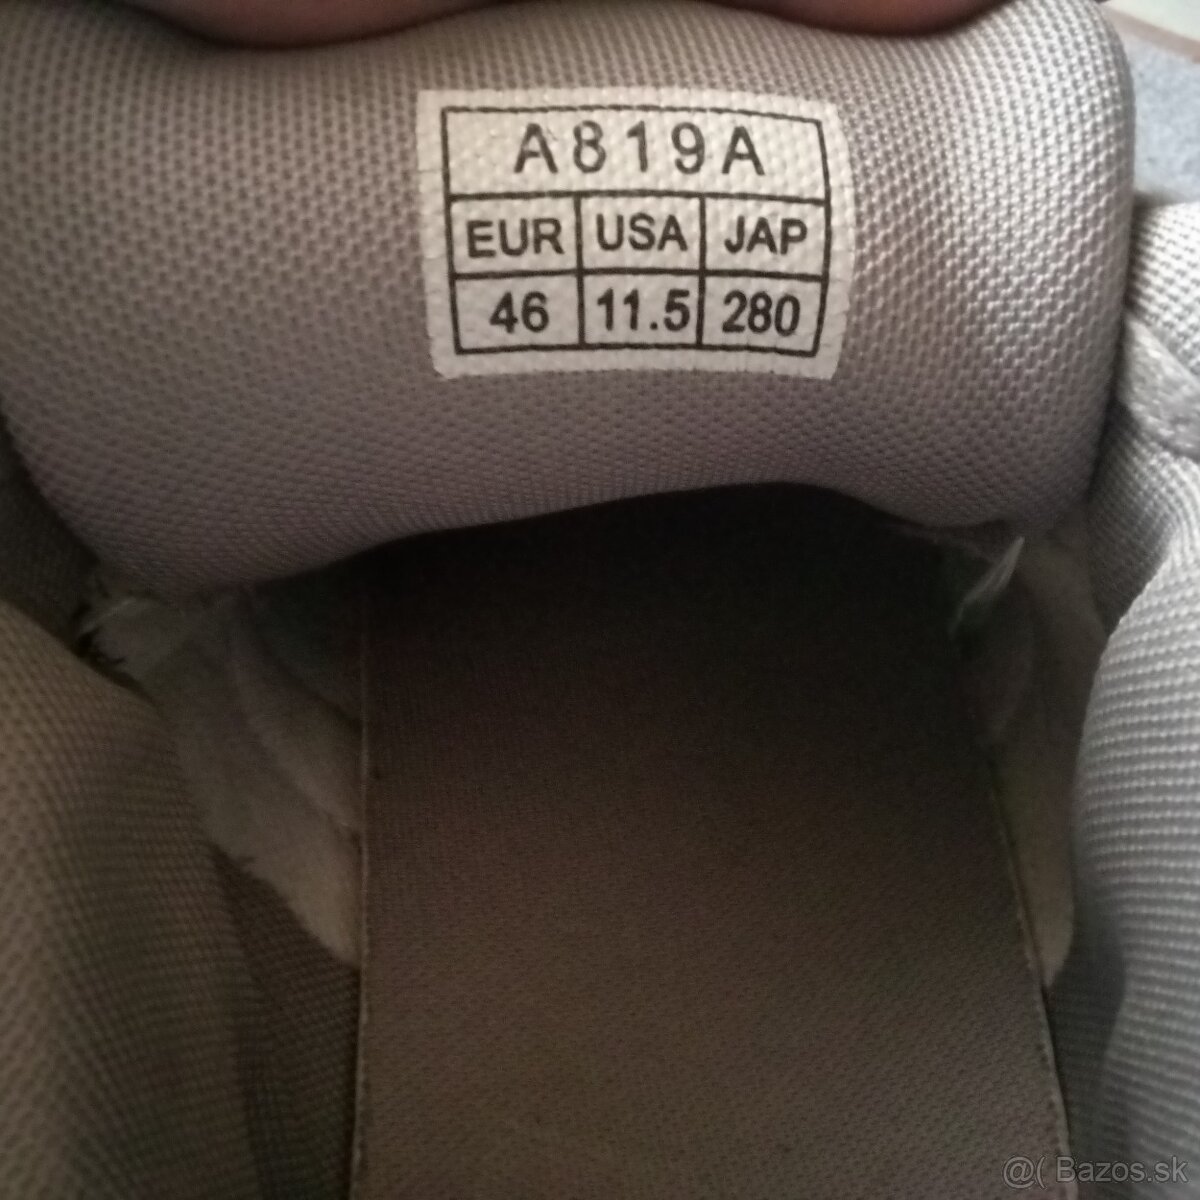 A819A
EUR USA JAP
46 11.5 280
@( Bazos.sk